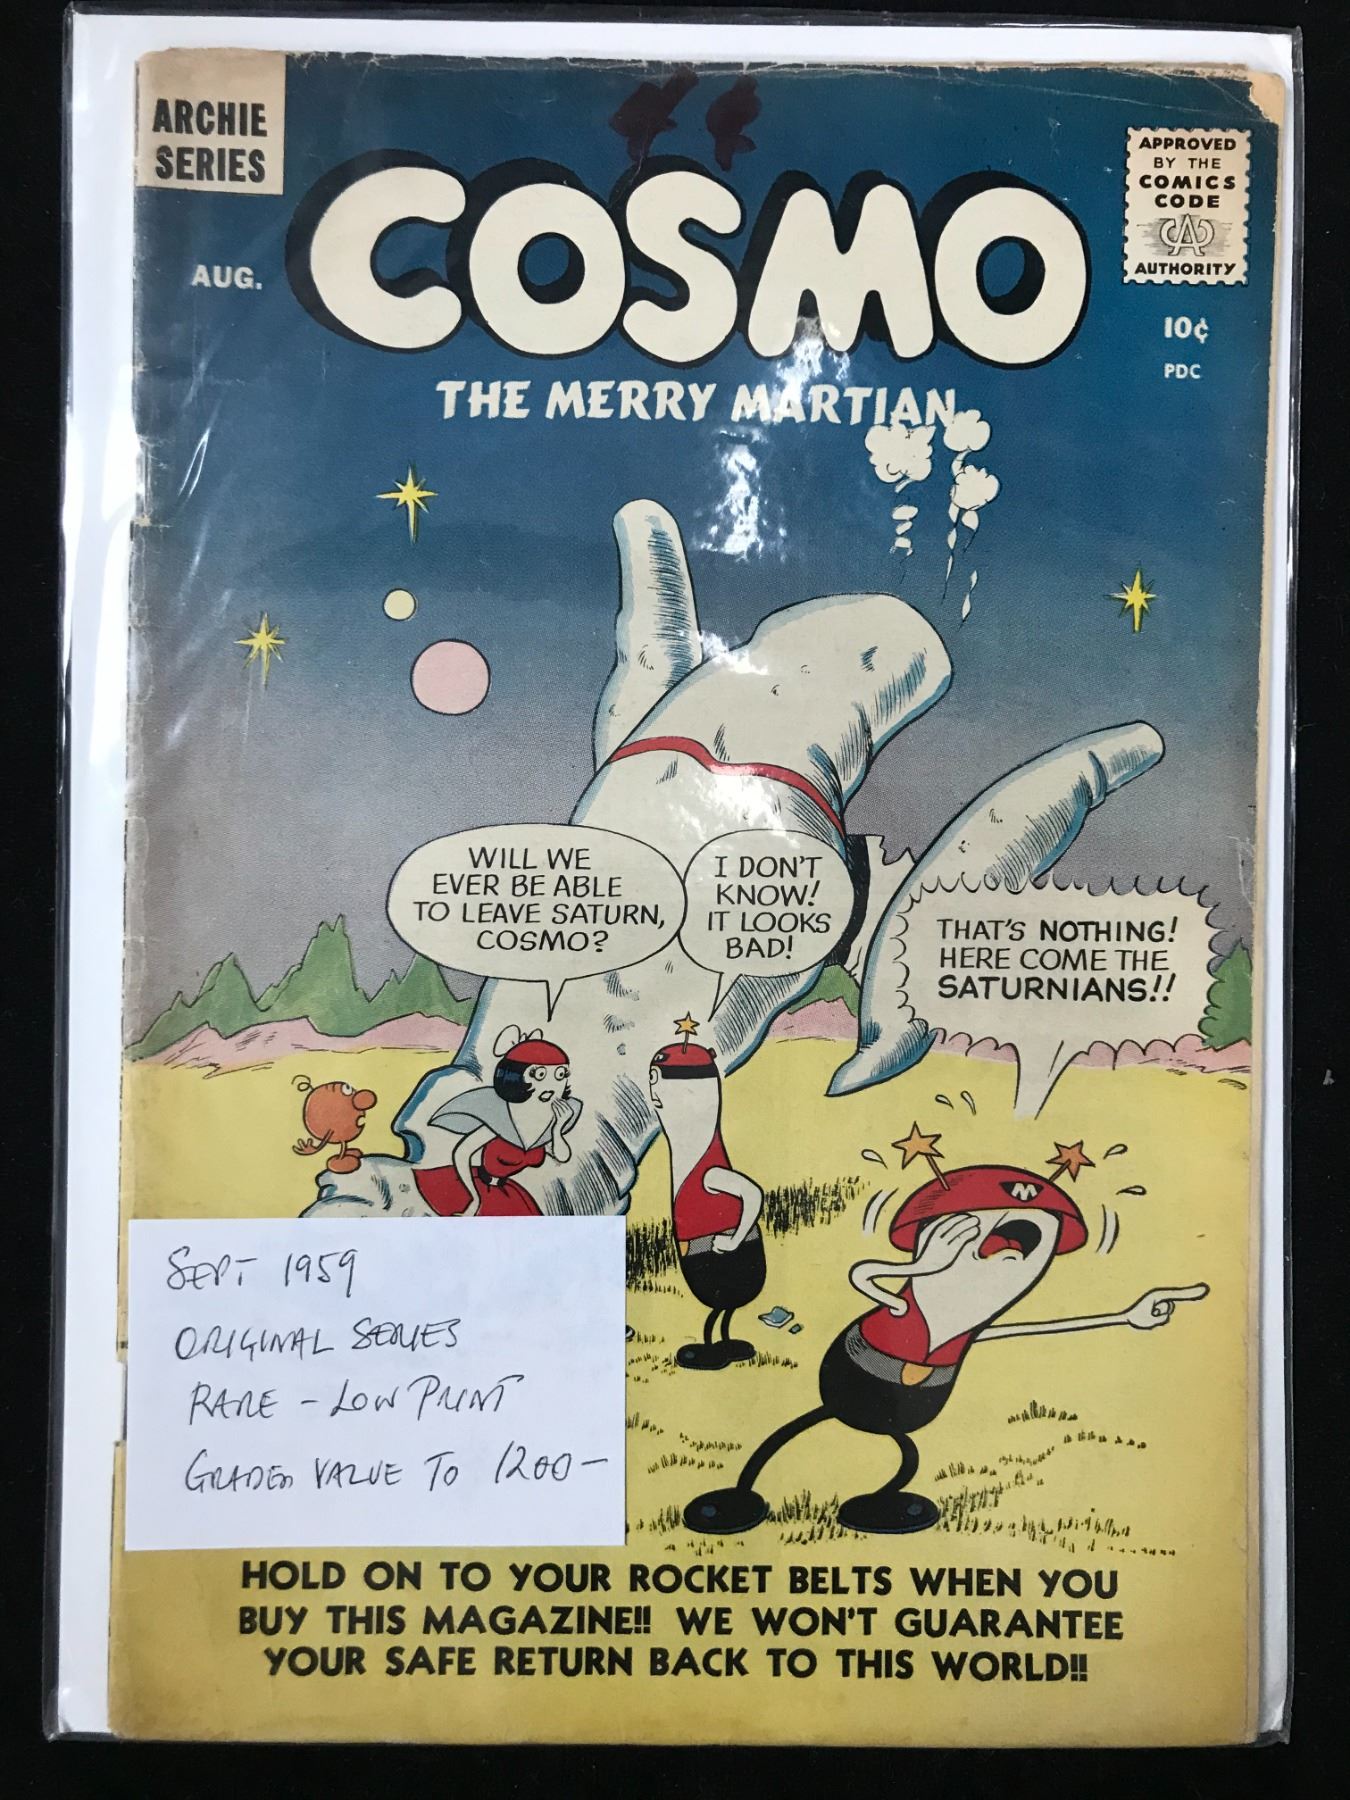 ARCHIE
SERIES
AUG.
COSMO
THE MERRY MARTIAN
APPROVED
BY THE
COMICS
CODE
CA
AUTHORITY
10¢
PDC
WILL WE
EVER BE ABLE
TO LEAVE SATURN,
COSMO?
I DON'T
KNOW!
IT LOOKS
BAD!
THAT'S NOTHING!
HERE COME THE
SATURNIANS!!
M
SEPT 1959
ORIGINAL SERIES
RARE - LOW PRINT
GRADED VALUE TO 1200-
HOLD ON TO YOUR ROCKET BELTS WHEN YOU
BUY THIS MAGAZINE!! WE WON'T GUARANTEE
YOUR SAFE RETURN BACK TO THIS WORLD!!